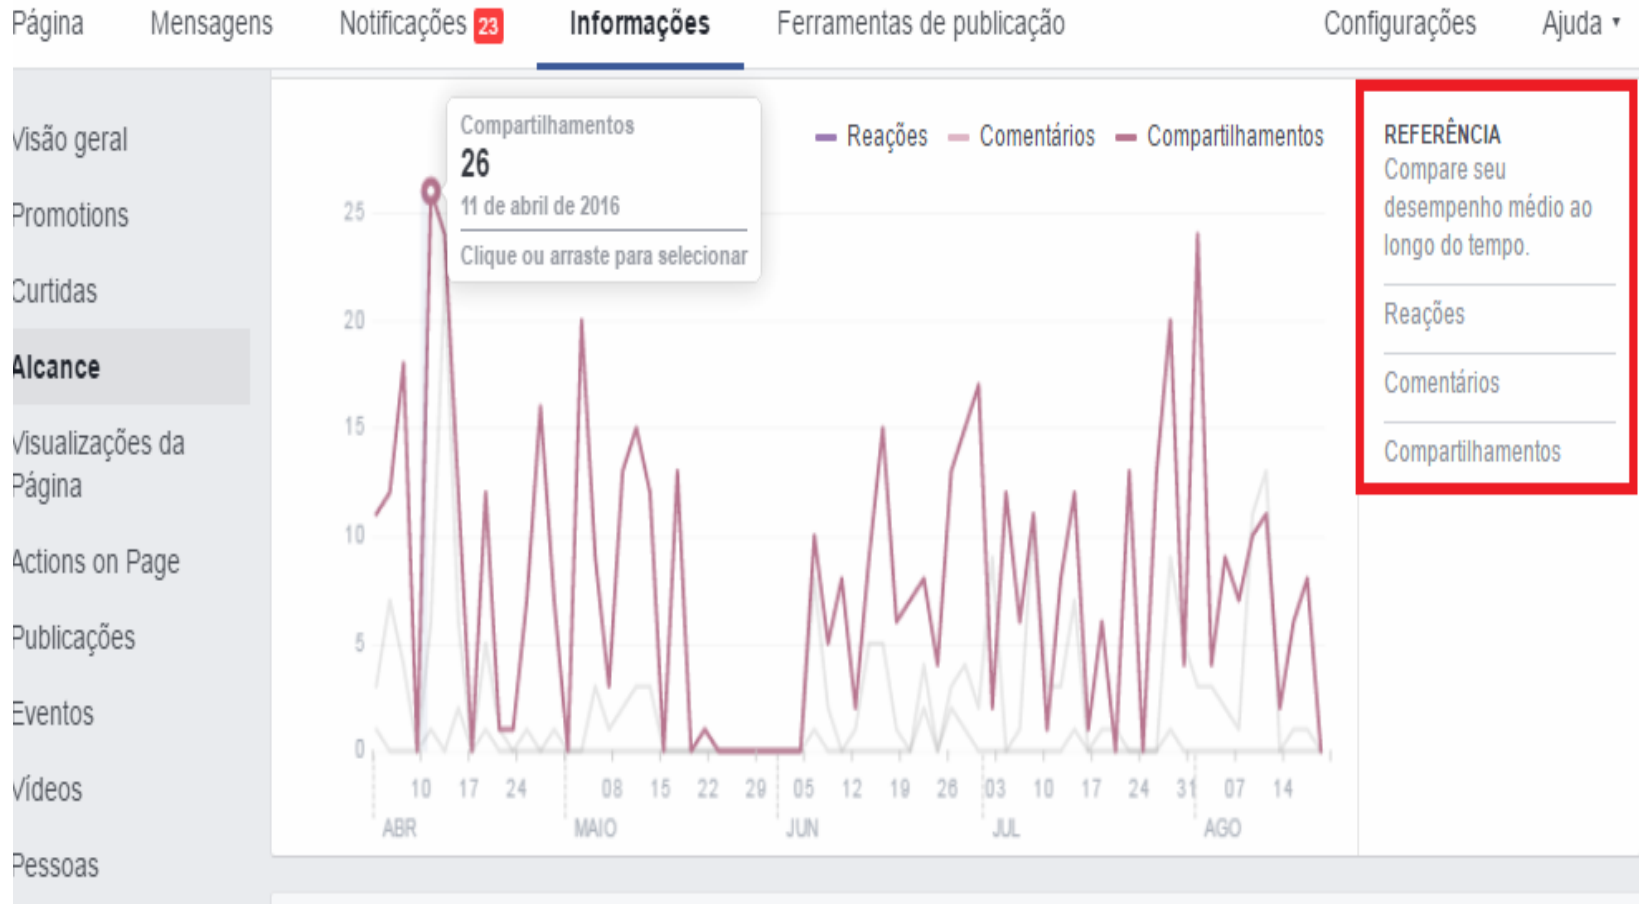 Página Mensagens Notificações 23 Informações Ferramentas de publicação Configurações Ajuda
Visão geral
Promotions
Curtidas
Alcance
Visualizações da
Página
Actions on Page
Publicações
Eventos
Vídeos
Pessoas
Compartilhamentos
26
11 de abril de 2016
Clique ou arraste para selecionar
Reações Comentários Compartilhamentos
25
20
15
10
5
0
10 17 24 08 15 22 29 05 12 19 26 03 10 17 24 31 07 14
ABR MAIO JUN JUL AGO
REFERÊNCIA
Compare seu
desempenho médio ao
longo do tempo.
Reações
Comentários
Compartilhamentos